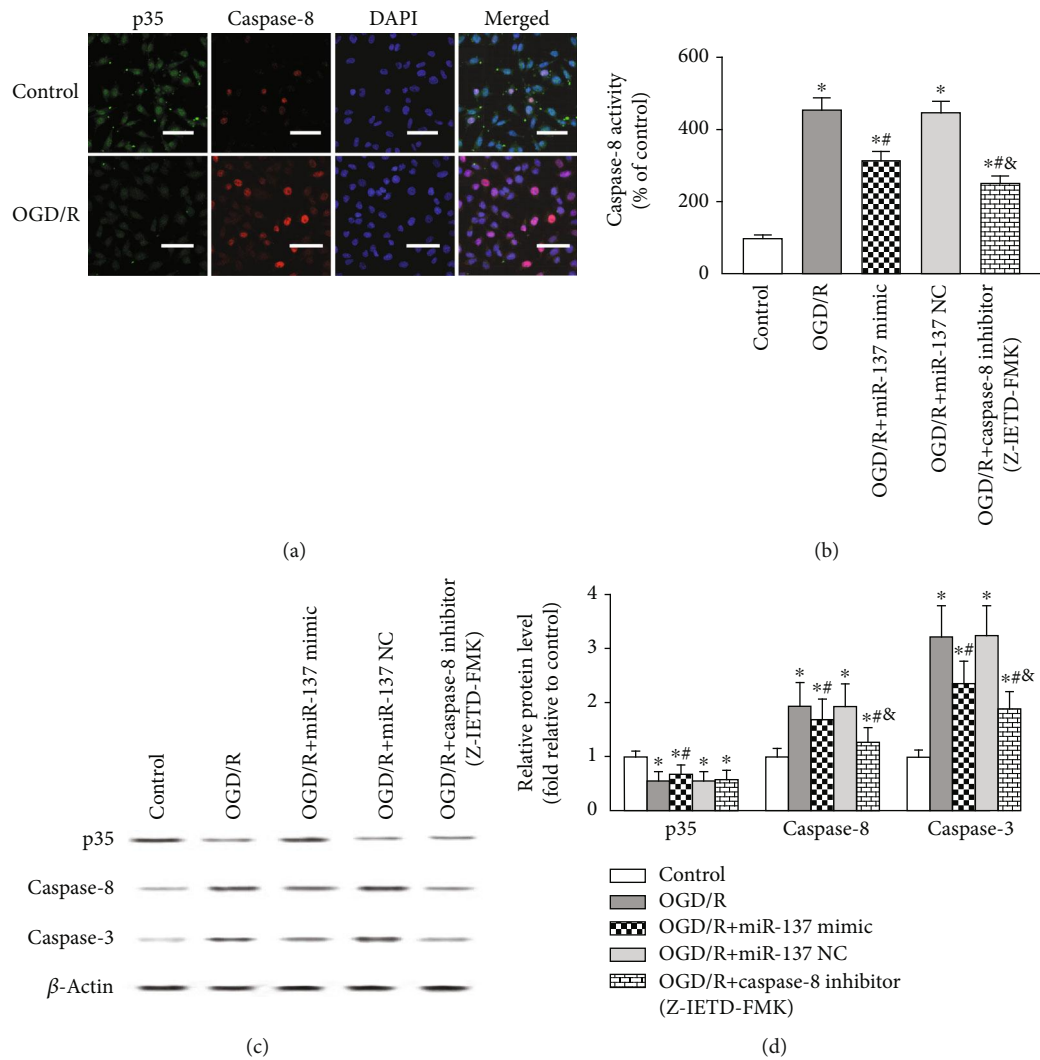 p35 Caspase-8 DAPI Merged
Control
OGD/R
(a)
Caspase-8 activity
(% of control)
600
400
200
0
*
*#
*
*#&
Control
OGD/R
OGD/R+miR-137 mimic
OGD/R+miR-137 NC
OGD/R+caspase-8 inhibitor
(Z-IETD-FMK)
(b)
Control
OGD/R
OGD/R+miR-137 mimic
OGD/R+miR-137 NC
OGD/R+caspase-8 inhibitor
(Z-IETD-FMK)
p35
Caspase-8
Caspase-3
β-Actin
(c)
Relative protein level
(fold relative to control)
4
3
2
1
0
* *# * *
* *# * *#&
* *# * *#&
p35 Caspase-8 Caspase-3
Control
OGD/R
OGD/R+miR-137 mimic
OGD/R+miR-137 NC
OGD/R+caspase-8 inhibitor
(Z-IETD-FMK)
(d)